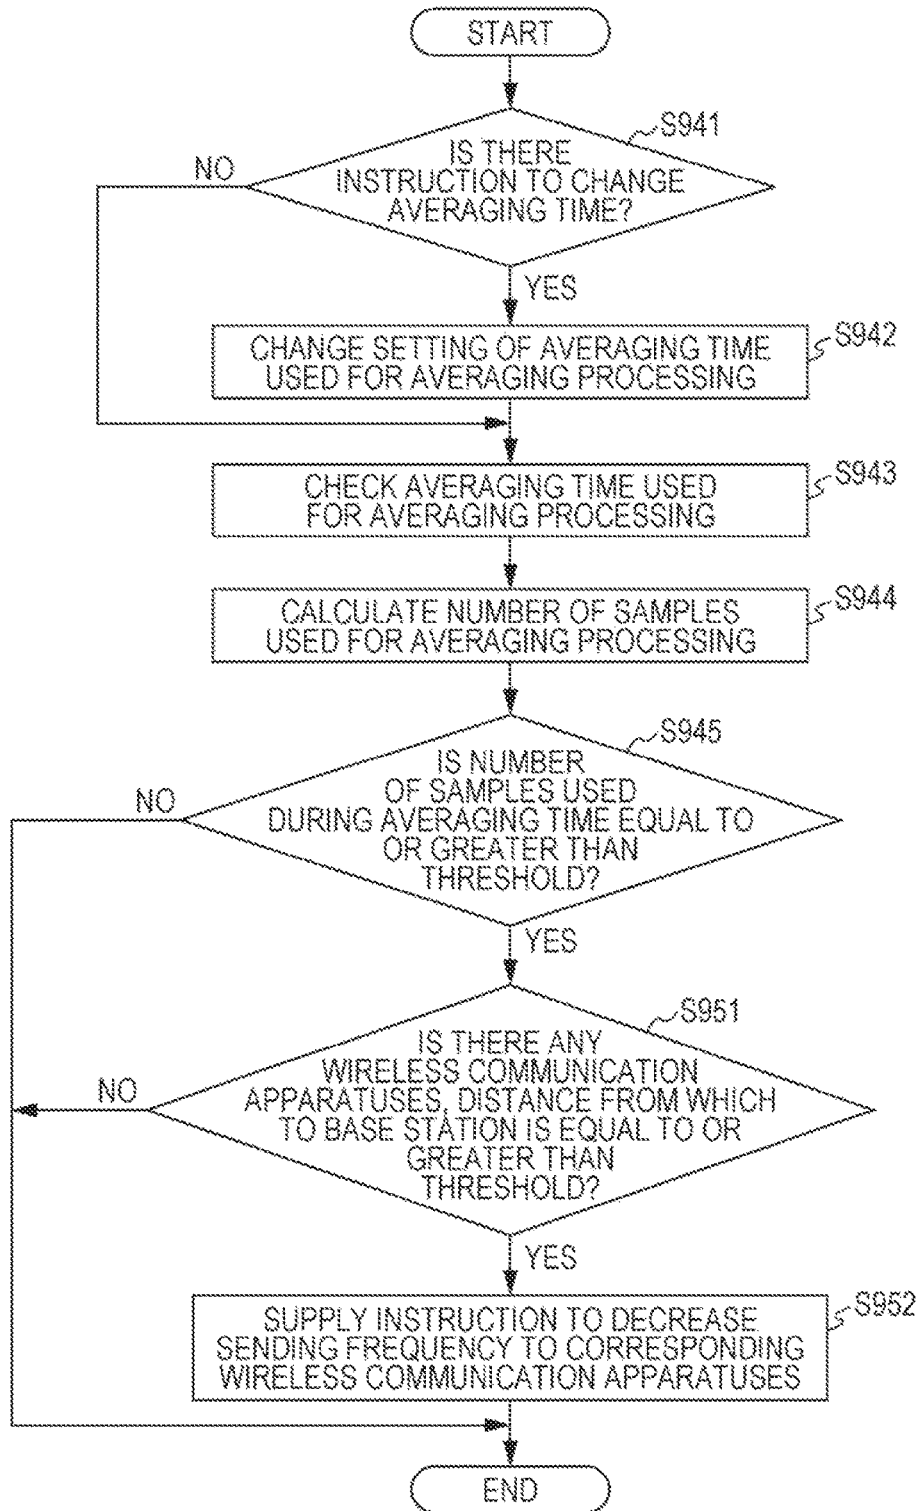 START
S941
IS THERE
INSTRUCTION TO CHANGE
AVERAGING TIME?
NO
YES
S942
CHANGE SETTING OF AVERAGING TIME
USED FOR AVERAGING PROCESSING
S943
CHECK AVERAGING TIME USED
FOR AVERAGING PROCESSING
S944
CALCULATE NUMBER OF SAMPLES
USED FOR AVERAGING PROCESSING
S945
IS NUMBER
OF SAMPLES USED
DURING AVERAGING TIME EQUAL TO
OR GREATER THAN
THRESHOLD?
NO
YES
S951
IS THERE ANY
WIRELESS COMMUNICATION
APPARATUSES, DISTANCE FROM WHICH
TO BASE STATION IS EQUAL TO OR
GREATER THAN
THRESHOLD?
NO
YES
S952
SUPPLY INSTRUCTION TO DECREASE
SENDING FREQUENCY TO CORRESPONDING
WIRELESS COMMUNICATION APPARATUSES
END